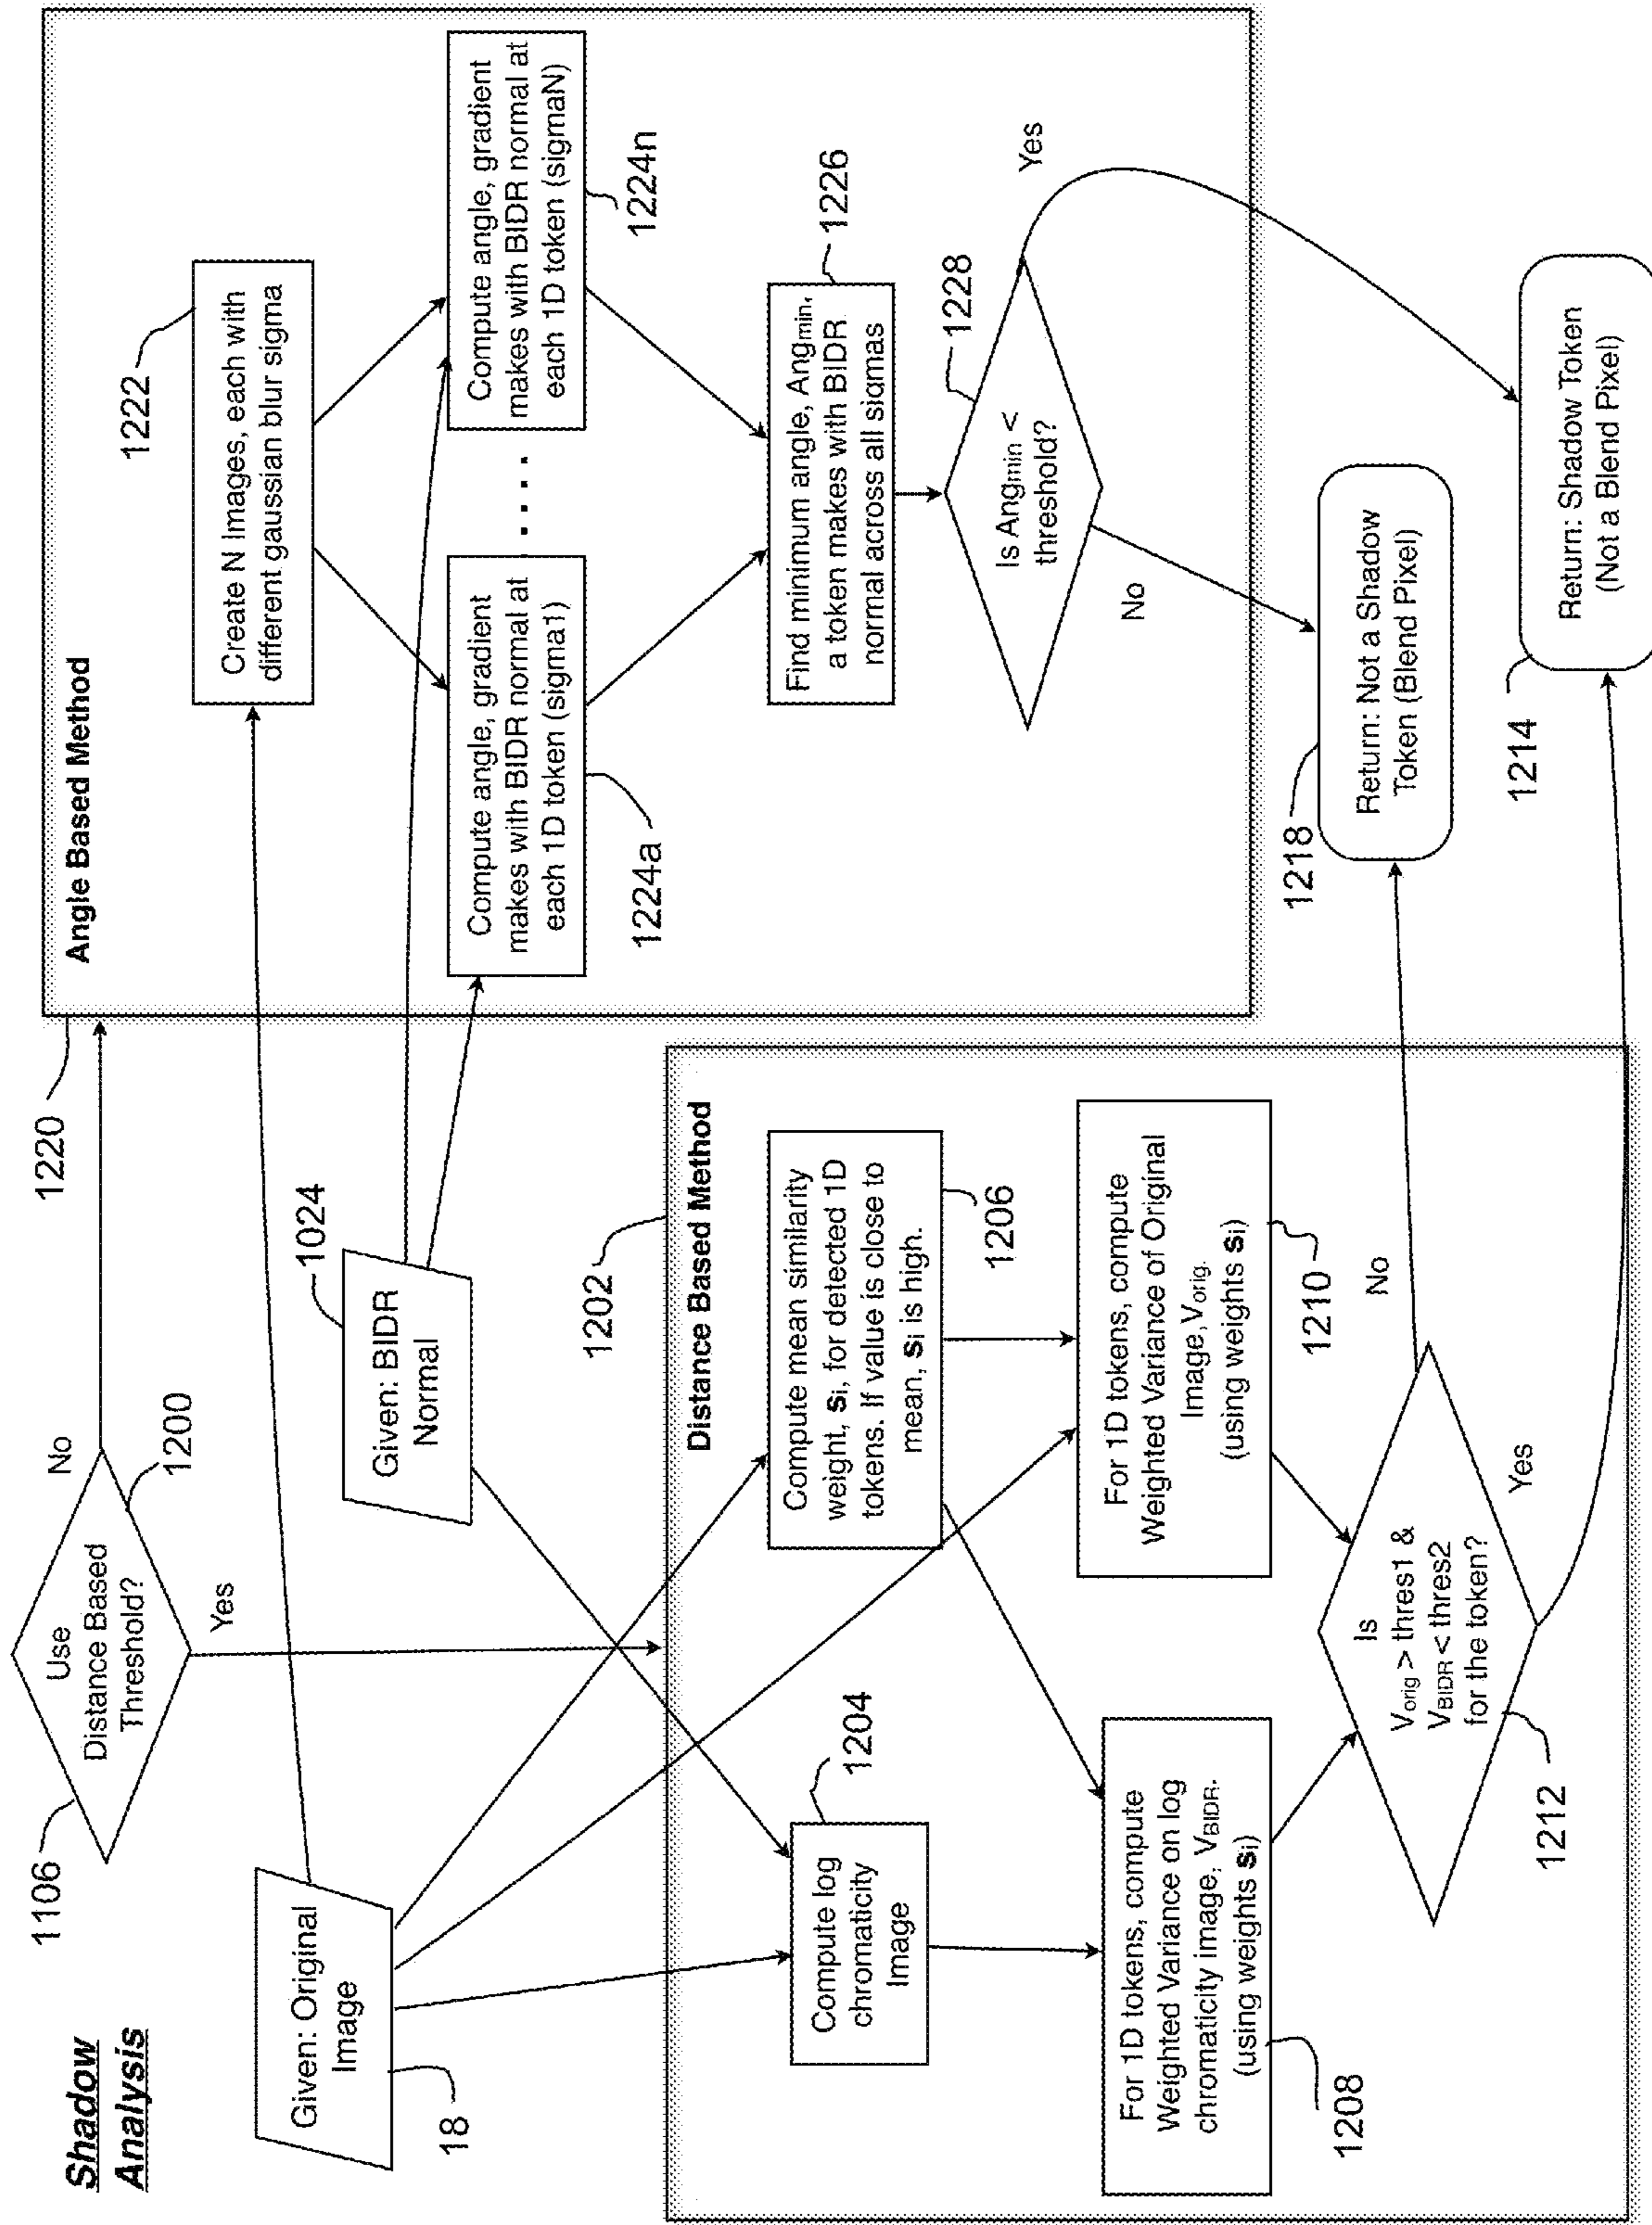 Shadow
Analysis
1106
Use
Distance Based
Threshold?
No
1200
Yes
Given: Original
Image
18
Given: BIDR
Normal
1024
1220
Angle Based Method
Create N Images, each with
different gaussian blur sigma
1222
Compute angle, gradient
makes with BIDR normal at
each 1D token (sigma1)
1224a
. . . .
Compute angle, gradient
makes with BIDR normal at
each 1D token (sigmaN)
1224n
Find minimum angle, Angmin,
a token makes with BIDR
normal across all sigmas
1226
Is Angmin <
threshold?
1228
Yes
No
1202
Distance Based Method
Compute log
chromaticity
Image
1204
Compute mean similarity
weight, si, for detected 1D
tokens. If value is close to
mean, si is high.
1206
For 1D tokens, compute
Weighted Variance on log
chromaticity image, VBIDR.
(using weights si)
1208
For 1D tokens, compute
Weighted Variance of Original
Image, Vorig.
(using weights si)
1210
Is
Vorig > thres1 &
VBIDR < thres2
for the token?
1212
No
Yes
1218
Return: Not a Shadow
Token (Blend Pixel)
1214
Return: Shadow Token
(Not a Blend Pixel)